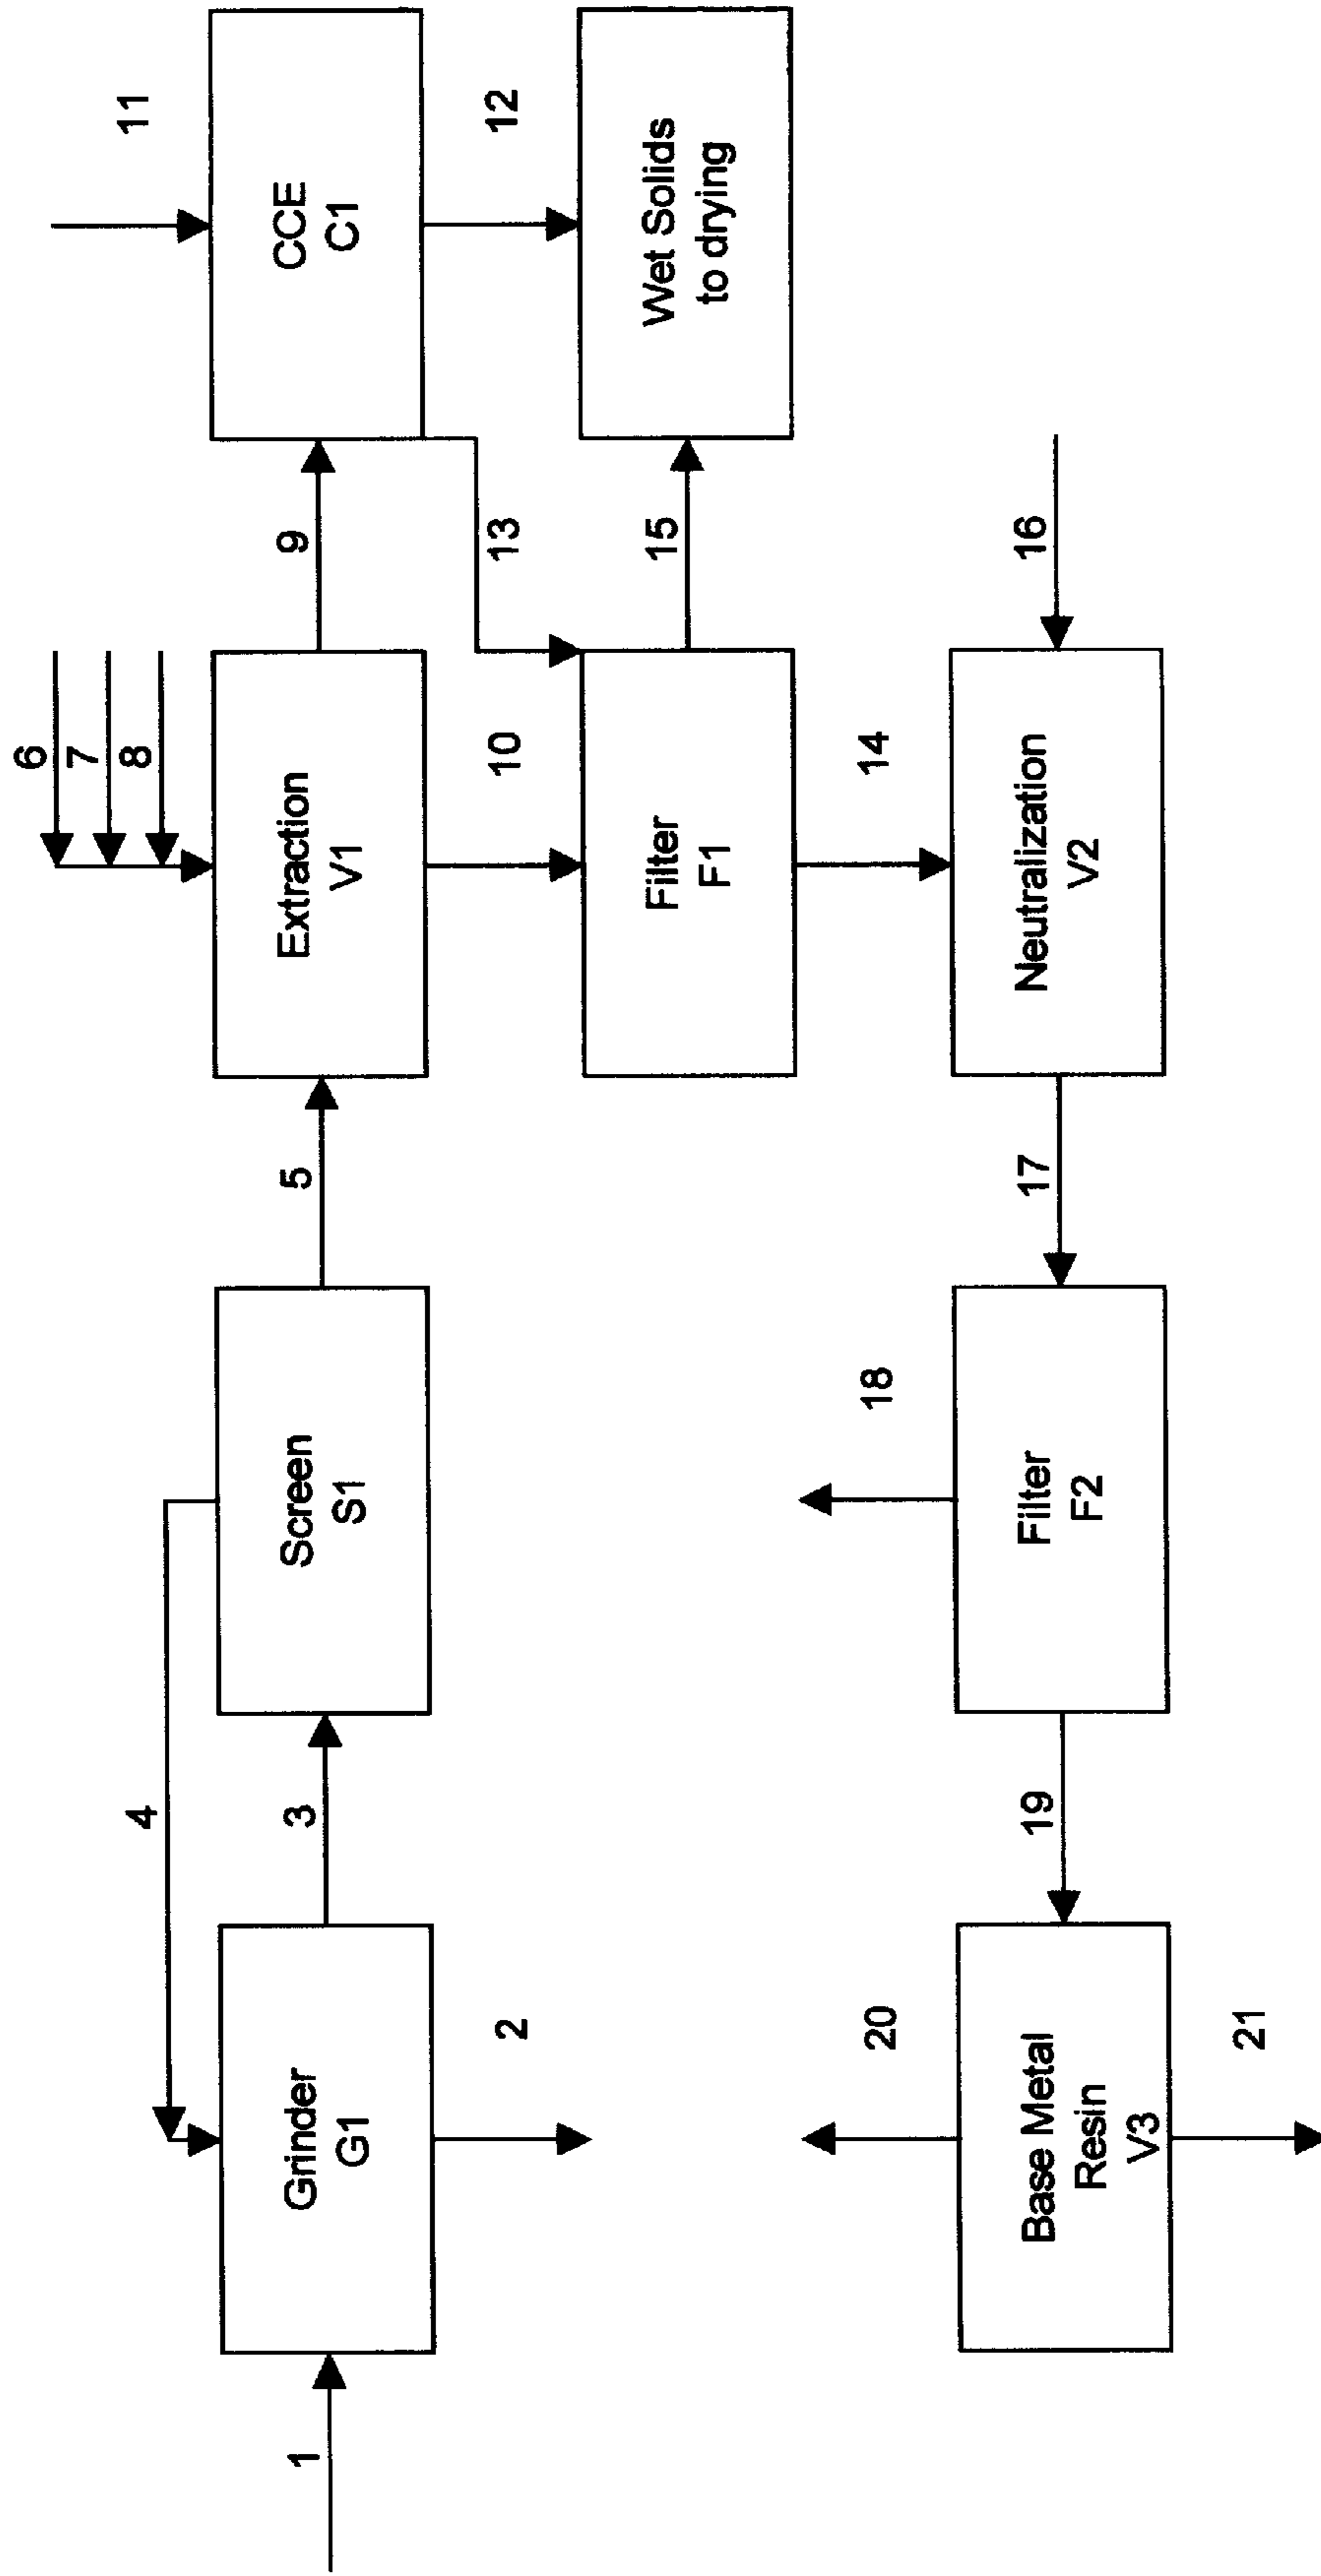 11
6
7
8
4
9
5
3
1
CCE
C1
Extraction
V1
Screen
S1
Grinder
G1
12
13
10
2
Wet Solids
to drying
15
Filter
F1
14
18
20
16
17
19
Neutralization
V2
Filter
F2
Base Metal
Resin
V3
21